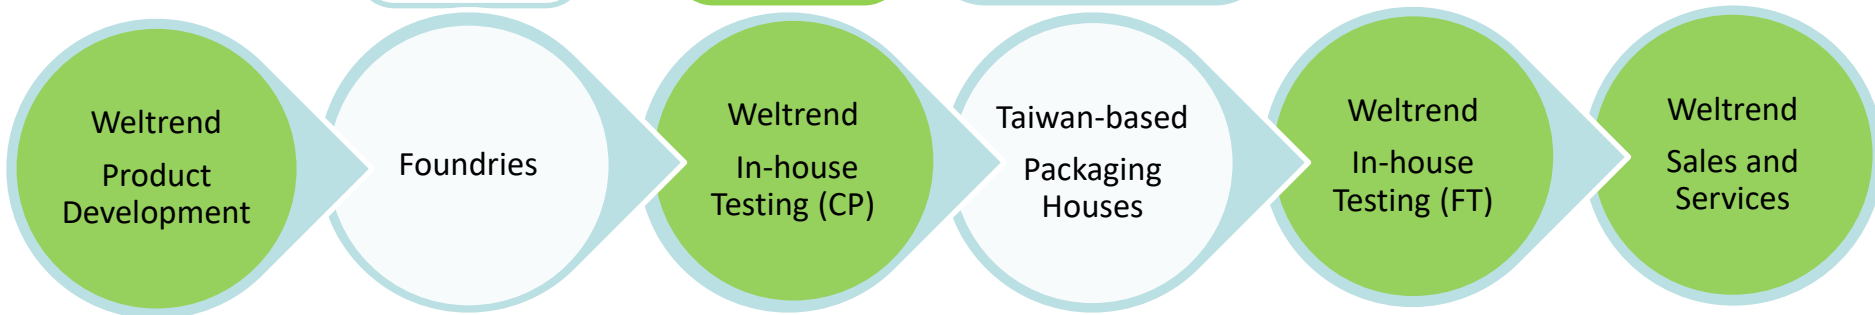 Weltrend
Product
Development
Foundries
Weltrend
In-house
Testing (CP)
Taiwan-based
Packaging
Houses
Weltrend
In-house
Testing (FT)
Weltrend
Sales and
Services